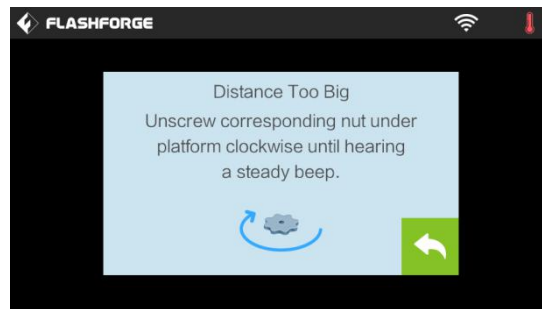 FLASHFORGE
Distance Too Big
Unscrew corresponding nut under
platform clockwise until hearing
a steady beep.